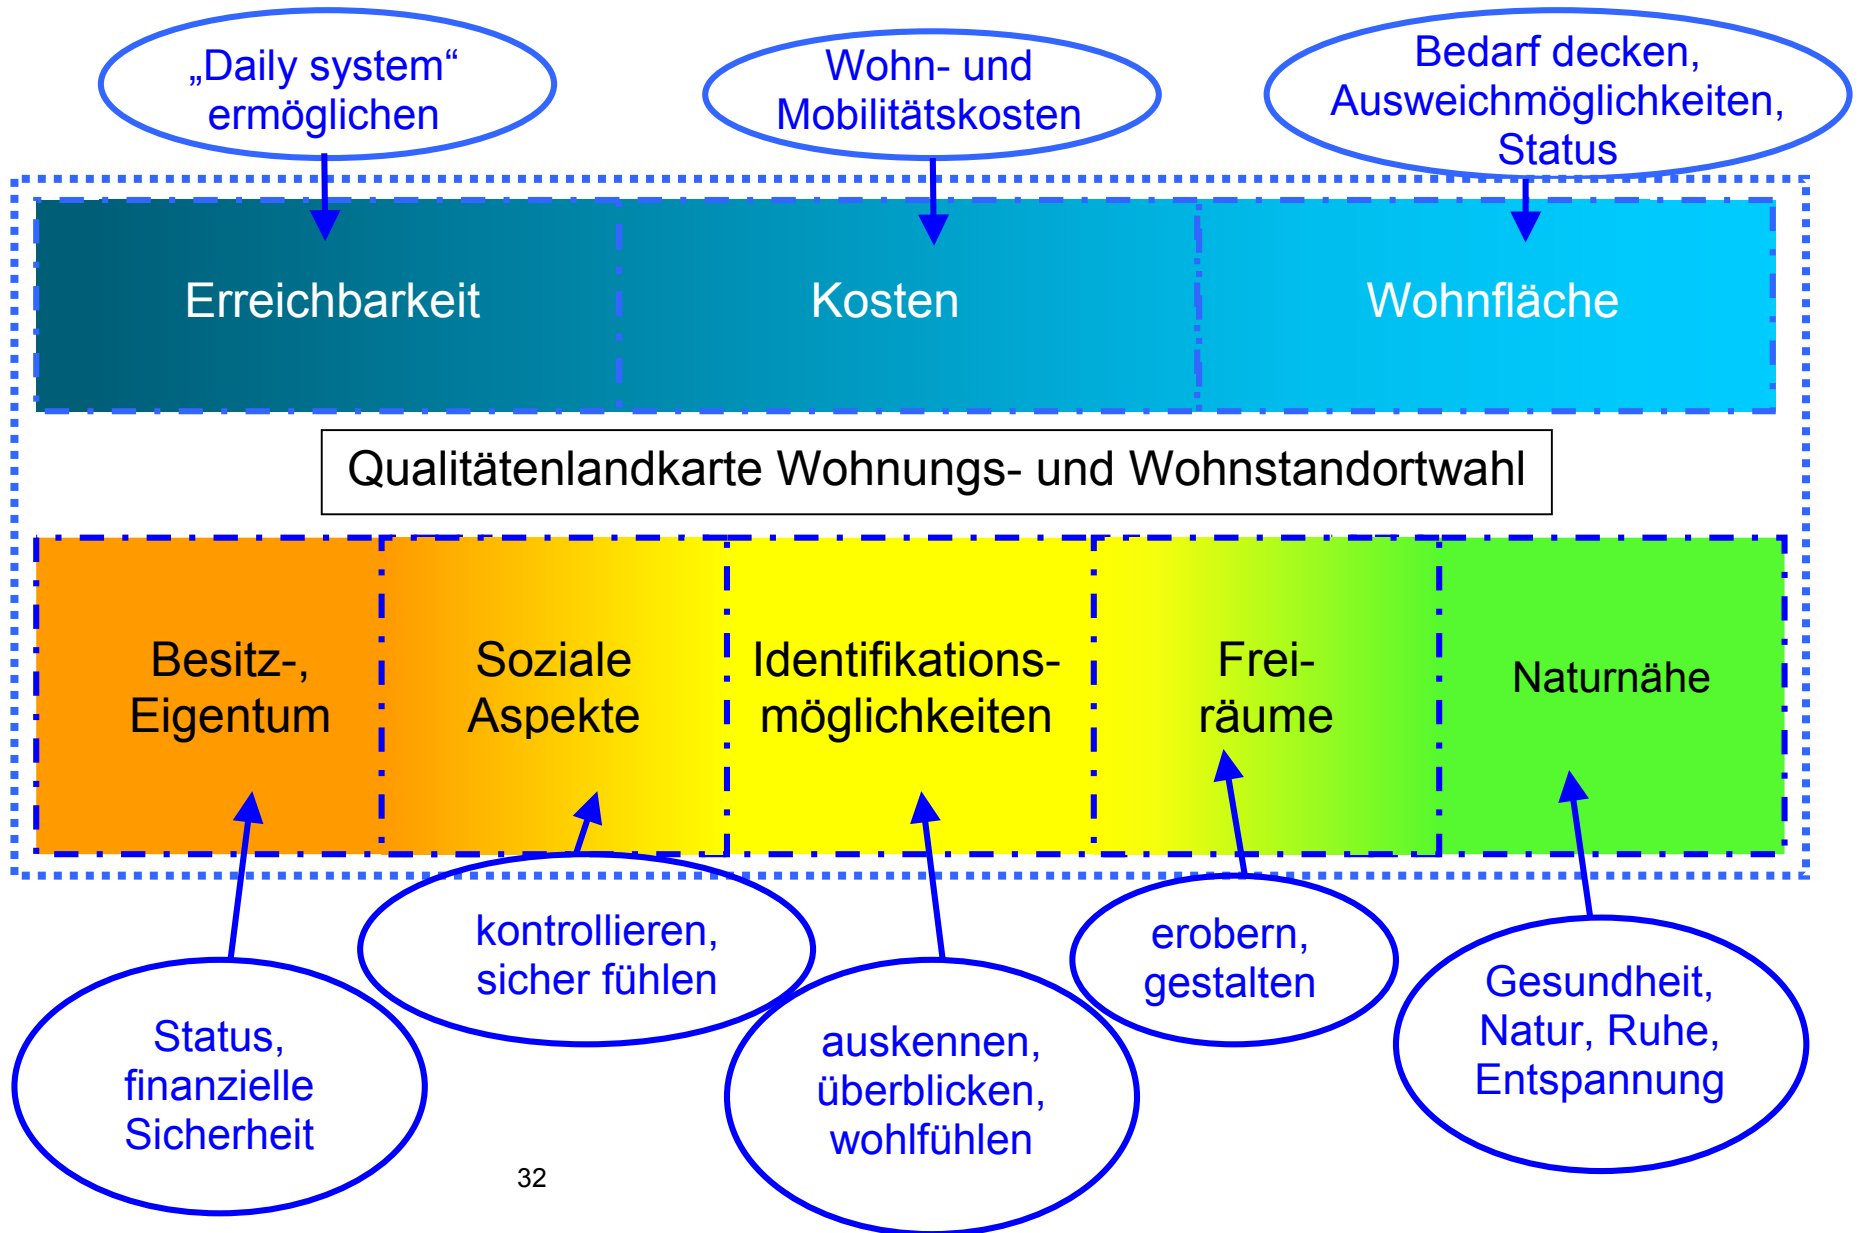 „Daily system“
ermöglichen
Wohn- und
Mobilitätskosten
Bedarf decken,
Ausweichmöglichkeiten,
Status
Erreichbarkeit
Kosten
Wohnfläche
Qualitätenlandkarte Wohnungs- und Wohnstandortwahl
Besitz-,
Eigentum
Soziale
Aspekte
Identifikations-
möglichkeiten
Frei-
räume
Naturnähe
Status,
finanzielle
Sicherheit
kontrollieren,
sicher fühlen
auskennen,
überblicken,
wohlfühlen
erobern,
gestalten
Gesundheit,
Natur, Ruhe,
Entspannung
32